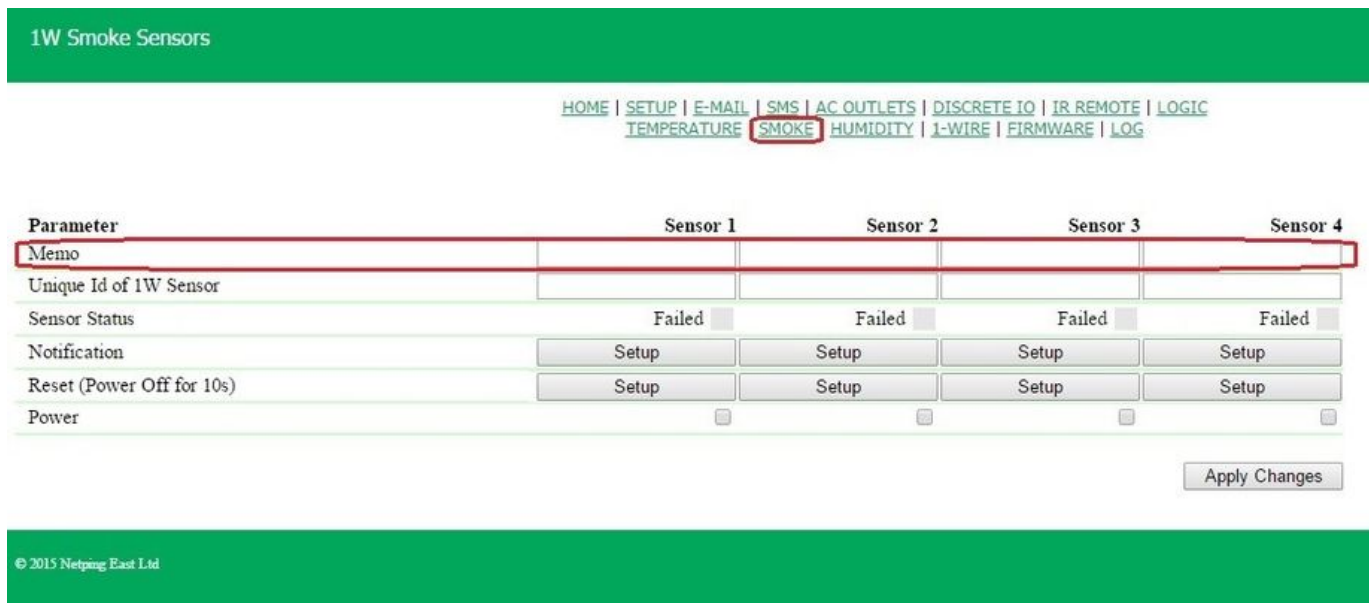 1W Smoke Sensors
HOME | SETUP | E-MAIL | SMS | AC OUTLETS | DISCRETE IO | IR REMOTE | LOGIC
TEMPERATURE | SMOKE | HUMIDITY | 1-WIRE | FIRMWARE | LOG
Parameter Sensor 1 Sensor 2 Sensor 3 Sensor 4
Memo
Unique Id of 1W Sensor
Sensor Status Failed Failed Failed Failed
Notification Setup Setup Setup Setup
Reset (Power Off for 10s) Setup Setup Setup Setup
Power
Apply Changes
© 2015 Netping East Ltd